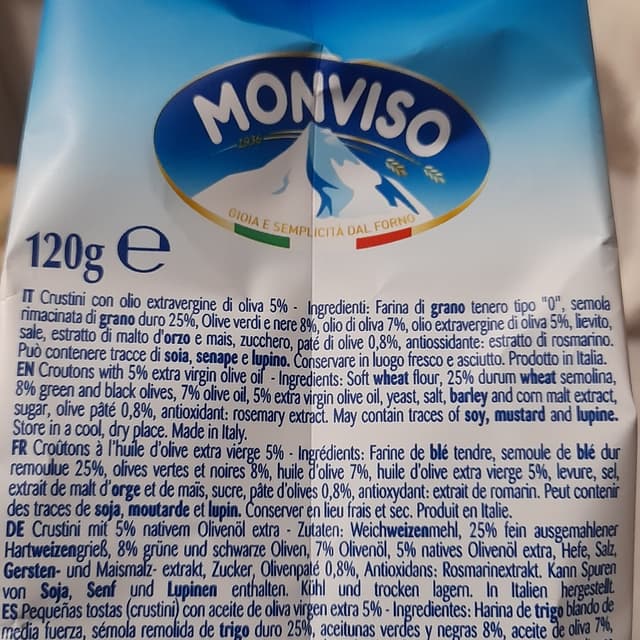 MONVISO
1936
GIOIA E SEMPLICITÀ DAL FORNO
120g ℮
IT Crustini con olio extravergine di oliva 5% - Ingredienti: Farina di grano tenero tipo "0", semola
rimacinata di grano duro 25%, Olive verdi e nere 8%, olio di oliva 7%, olio extravergine di oliva 5%, lievito,
sale, estratto di malto d'orzo e mais, zucchero, paté di olive 0,8%, antiossidante: estratto di rosmarino.
Può contenere tracce di soia, senape e lupino. Conservare in luogo fresco e asciutto. Prodotto in Italia.
EN Croutons with 5% extra virgin olive oil - Ingredients: Soft wheat flour, 25% durum wheat semolina,
8% green and black olives, 7% olive oil, 5% extra virgin olive oil, yeast, salt, barley and corn malt extract,
sugar, olive pâté 0,8%, antioxidant: rosemary extract. May contain traces of soy, mustard and lupine.
Store in a cool, dry place. Made in Italy.
FR Croûtons à l'huile d'olive extra vierge 5% - Ingrédients: Farine de blé tendre, semoule de blé dur
remoulue 25%, olives vertes et noires 8%, huile d'olive 7%, huile d'olive extra vierge 5%, levure, sel,
extrait de malt d'orge et de maïs, sucre, pâte d'olives 0,8%, antioxydant: extrait de romarin. Peut contenir
des traces de soja, moutarde et lupin. Conserver en lieu frais et sec. Produit en Italie.
DE Crustini mit 5% nativem Olivenöl extra - Zutaten: Weichweizenmehl, 25% fein ausgemahlener
Hartweizengrieß, 8% grüne und schwarze Oliven, 7% Olivenöl, 5% natives Olivenöl extra, Hefe, Salz,
Gersten- und Maismalz- extrakt, Zucker, Olivenpaté 0,8%, Antioxidans: Rosmarinextrakt. Kann Spuren
von Soja, Senf und Lupinen enthalten. Kühl und trocken lagern. In Italien hergestellt.
ES Pequeñas tostas (crustini) con aceite de oliva virgen extra 5% - Ingredientes: Harina de trigo blando de
media fuerza, sémola remolida de trigo duro 25%, aceitunas verdes y negras 8%, aceite de oliva 7%,